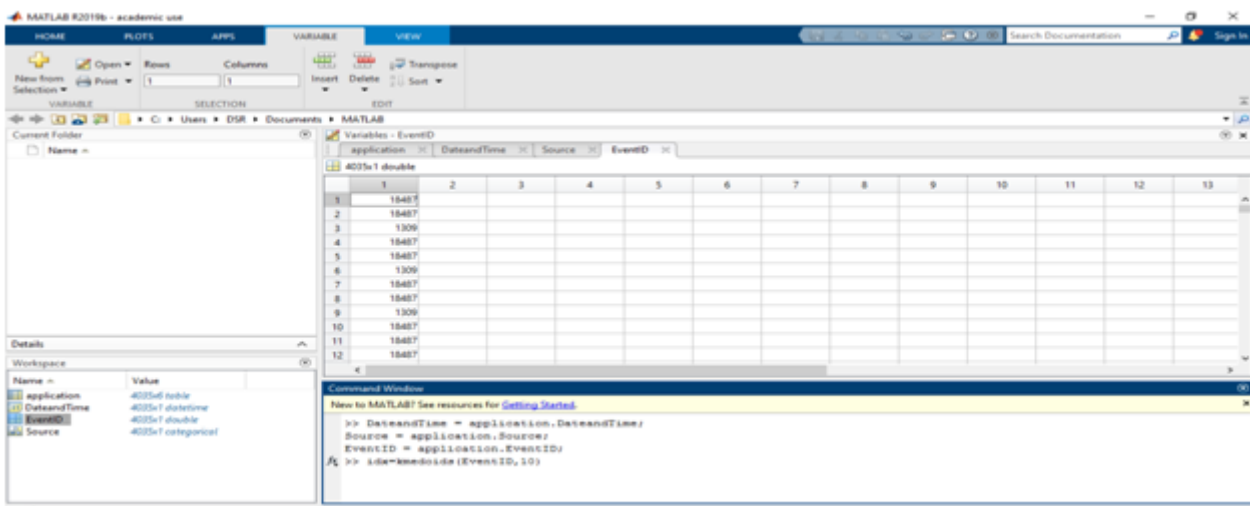 MATLAB R2019b - academic use
HOME PLOTS APPS VARIABLE VIEW Search Documentation Sign In
New from Selection Open Print Rows Columns Insert Delete Transpose Sort
1 1
VARIABLE SELECTION EDIT
C: Users DSR Documents MATLAB
Current Folder
Name
Variables - EventID
application DateandTime Source EventID
4035x1 double
1 2 3 4 5 6 7 8 9 10 11 12 13
1 18487
2 18487
3 1309
4 18487
5 18487
6 1309
7 18487
8 18487
9 1309
10 18487
11 18487
12 18487
Details
Workspace
Name Value
application 4035x6 table
DateandTime 4035x1 datetime
EventID 4035x1 double
Source 4035x1 categorical
Command Window
New to MATLAB? See resources for Getting Started.
>> DateandTime = application.DateandTime;
Source = application.Source;
EventID = application.EventID;
fx >> idx=kmedoids(EventID,10)